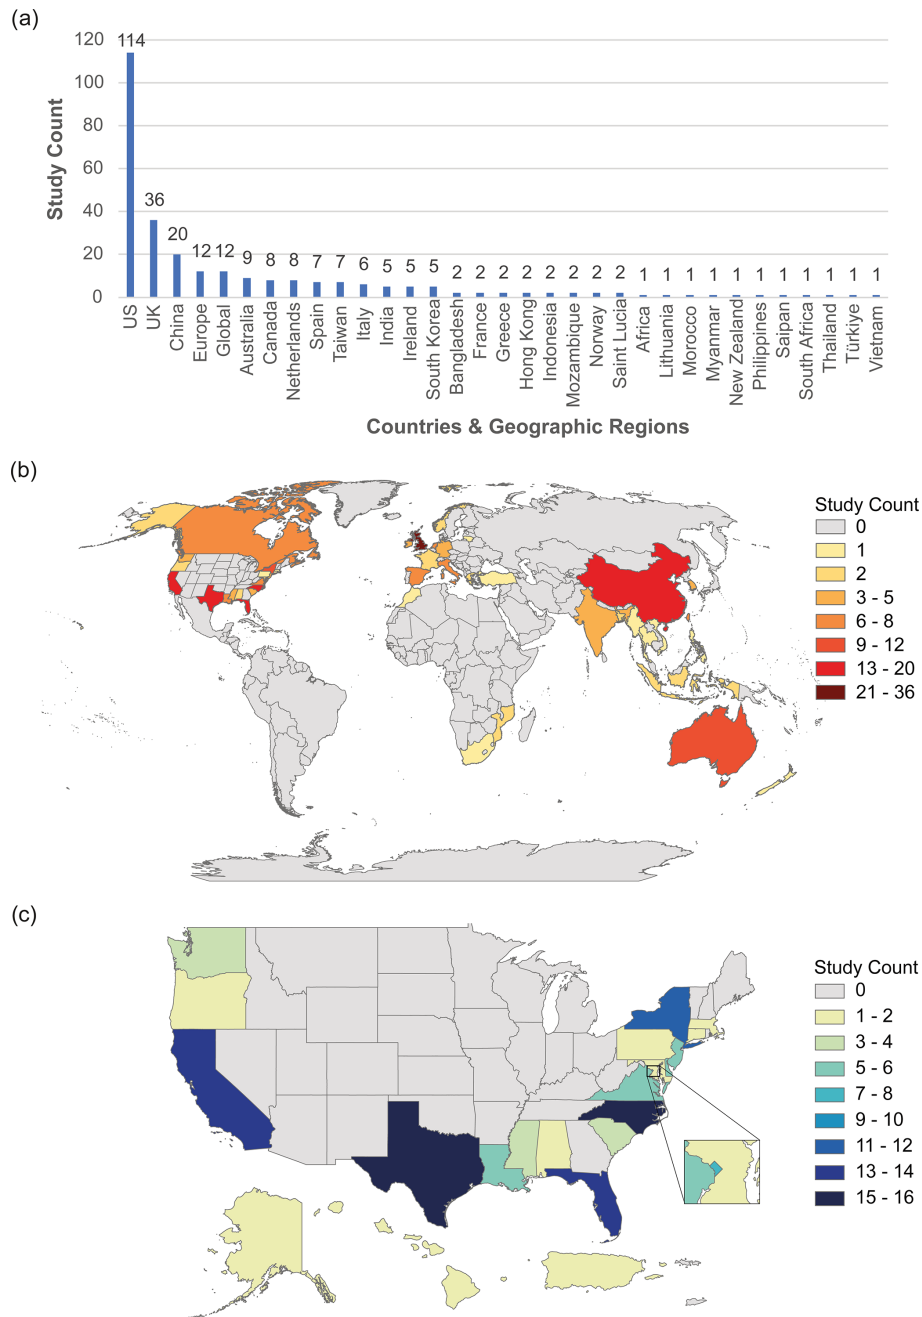 (a)
120
100
80
60
40
20
0
Study Count
114
36
20
12
12
9
8
8
7
7
6
5
5
5
2
2
2
2
2
2
2
2
1
1
1
1
1
1
1
1
1
1
1
US
UK
China
Europe
Global
Australia
Canada
Netherlands
Spain
Taiwan
Italy
India
Ireland
South Korea
Bangladesh
France
Greece
Hong Kong
Indonesia
Mozambique
Norway
Saint Lucia
Africa
Lithuania
Morocco
Myanmar
New Zealand
Philippines
Saipan
South Africa
Thailand
Türkiye
Vietnam
Countries & Geographic Regions
(b)
Study Count
0
1
2
3 - 5
6 - 8
9 - 12
13 - 20
21 - 36
(c)
Study Count
0
1 - 2
3 - 4
5 - 6
7 - 8
9 - 10
11 - 12
13 - 14
15 - 16